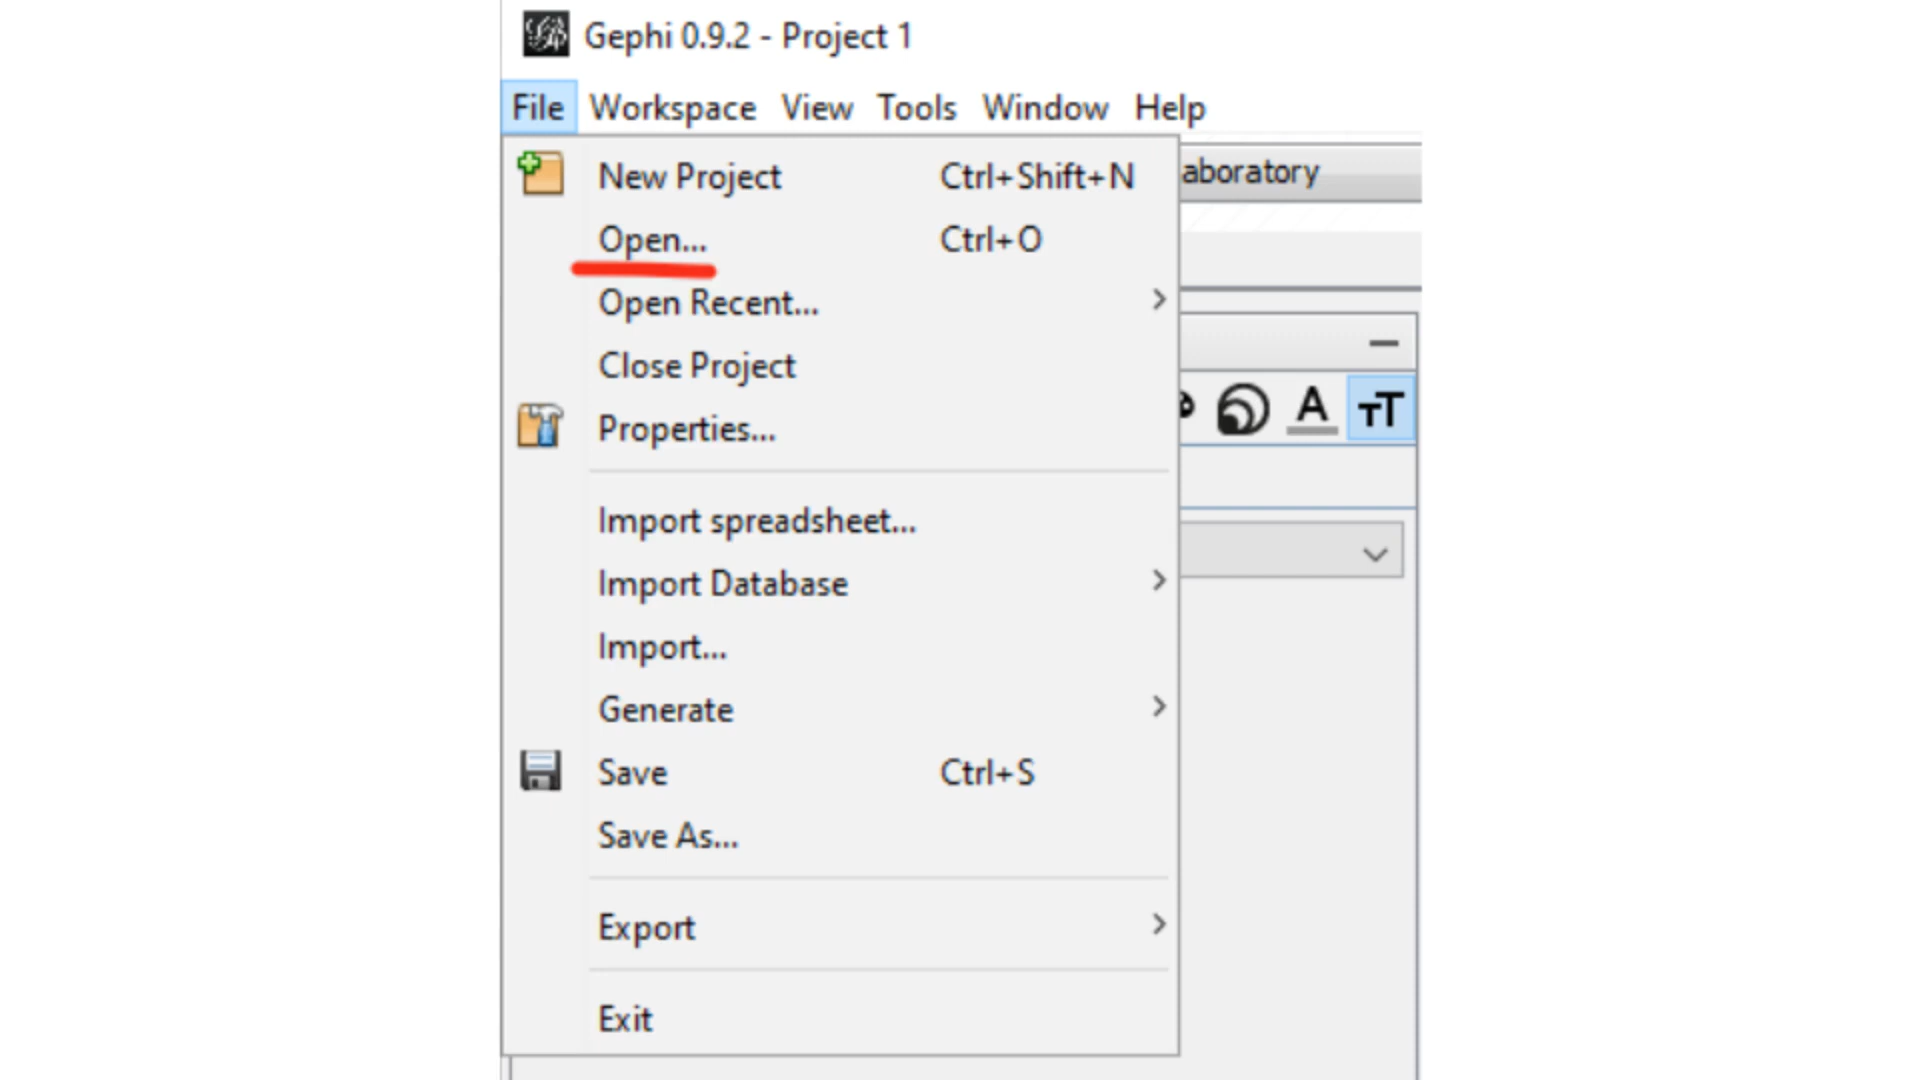 Gephi 0.9.2 - Project 1
File Workspace View Tools Window Help
New Project Ctrl+Shift+N
aboratory
Open... Ctrl+O
Open Recent...
Close Project
A TT
Properties...
Import spreadsheet...
Import Database
Import...
Generate
Save Ctrl+S
Save As...
Export
Exit